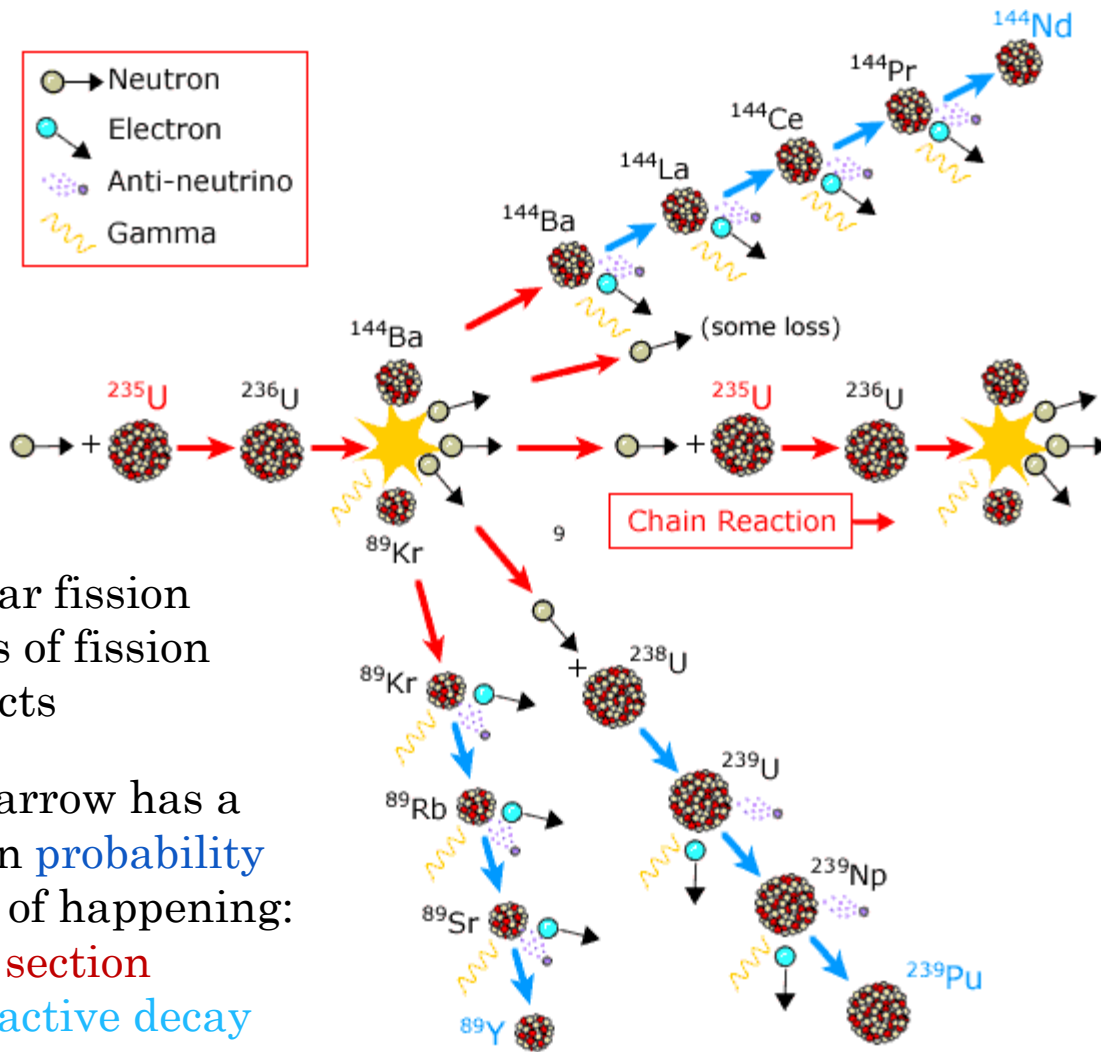 Neutron
Electron
Anti-neutrino
Gamma
¹⁴⁴Nd
¹⁴⁴Pr
¹⁴⁴Ce
¹⁴⁴La
¹⁴⁴Ba
(some loss)
¹⁴⁴Ba
+ ²³⁵U
²³⁶U
+ ²³⁵U
²³⁶U
Chain Reaction
⁸⁹Kr
9
ar fission
s of fission
cts
arrow has a
n probability
of happening:
section
active decay
⁸⁹Kr
⁸⁹Rb
⁸⁹Sr
⁸⁹Y
+
²³⁸U
²³⁹U
²³⁹Np
²³⁹Pu